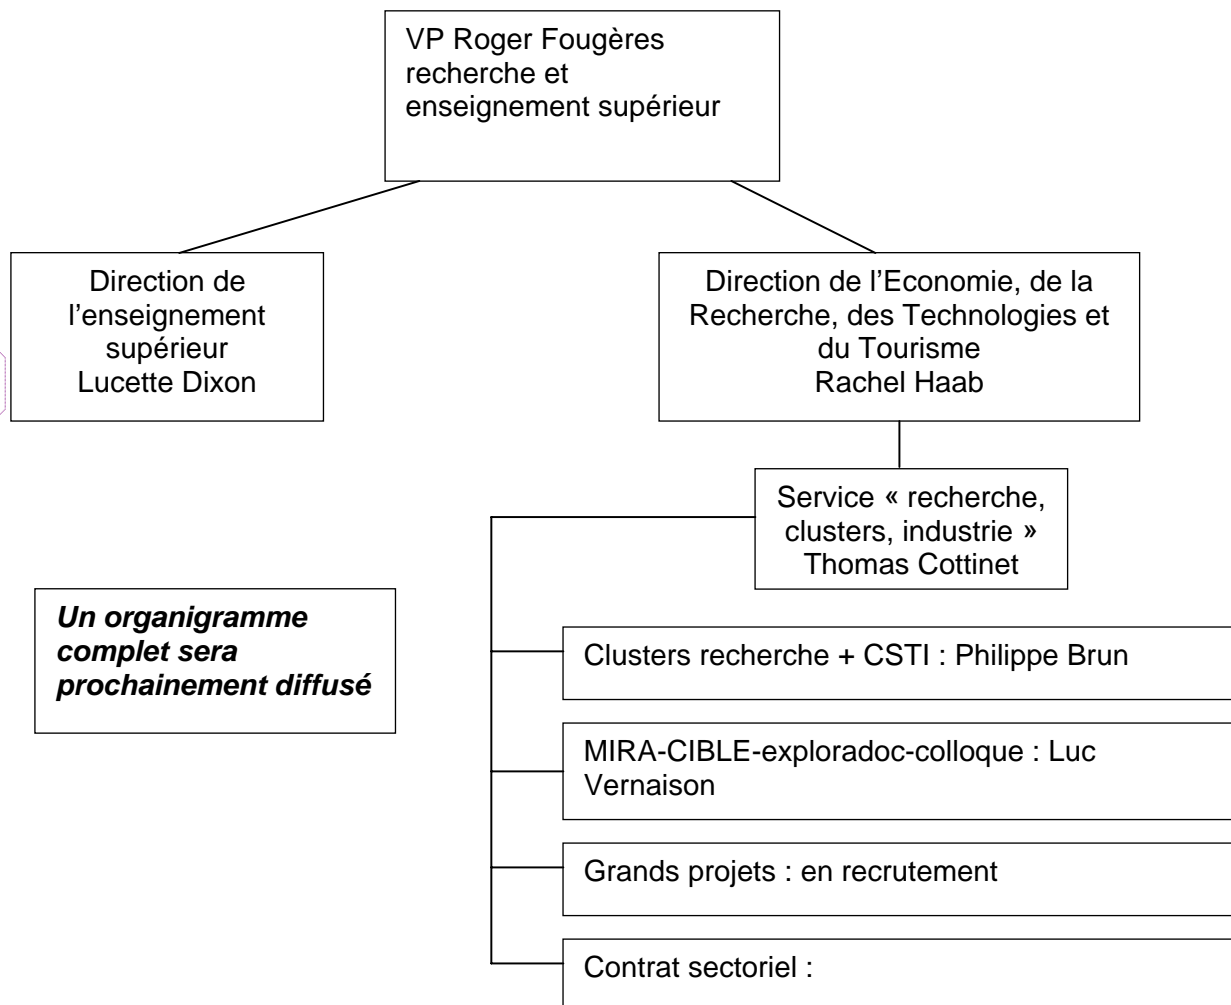 VP Roger Fougères
recherche et
enseignement supérieur
Direction de
l’enseignement
supérieur
Lucette Dixon
Direction de l’Economie, de la
Recherche, des Technologies et
du Tourisme
Rachel Haab
Service « recherche,
clusters, industrie »
Thomas Cottinet
Un organigramme
complet sera
prochainement diffusé
Clusters recherche + CSTI : Philippe Brun
MIRA-CIBLE-exploradoc-colloque : Luc
Vernaison
Grands projets : en recrutement
Contrat sectoriel :